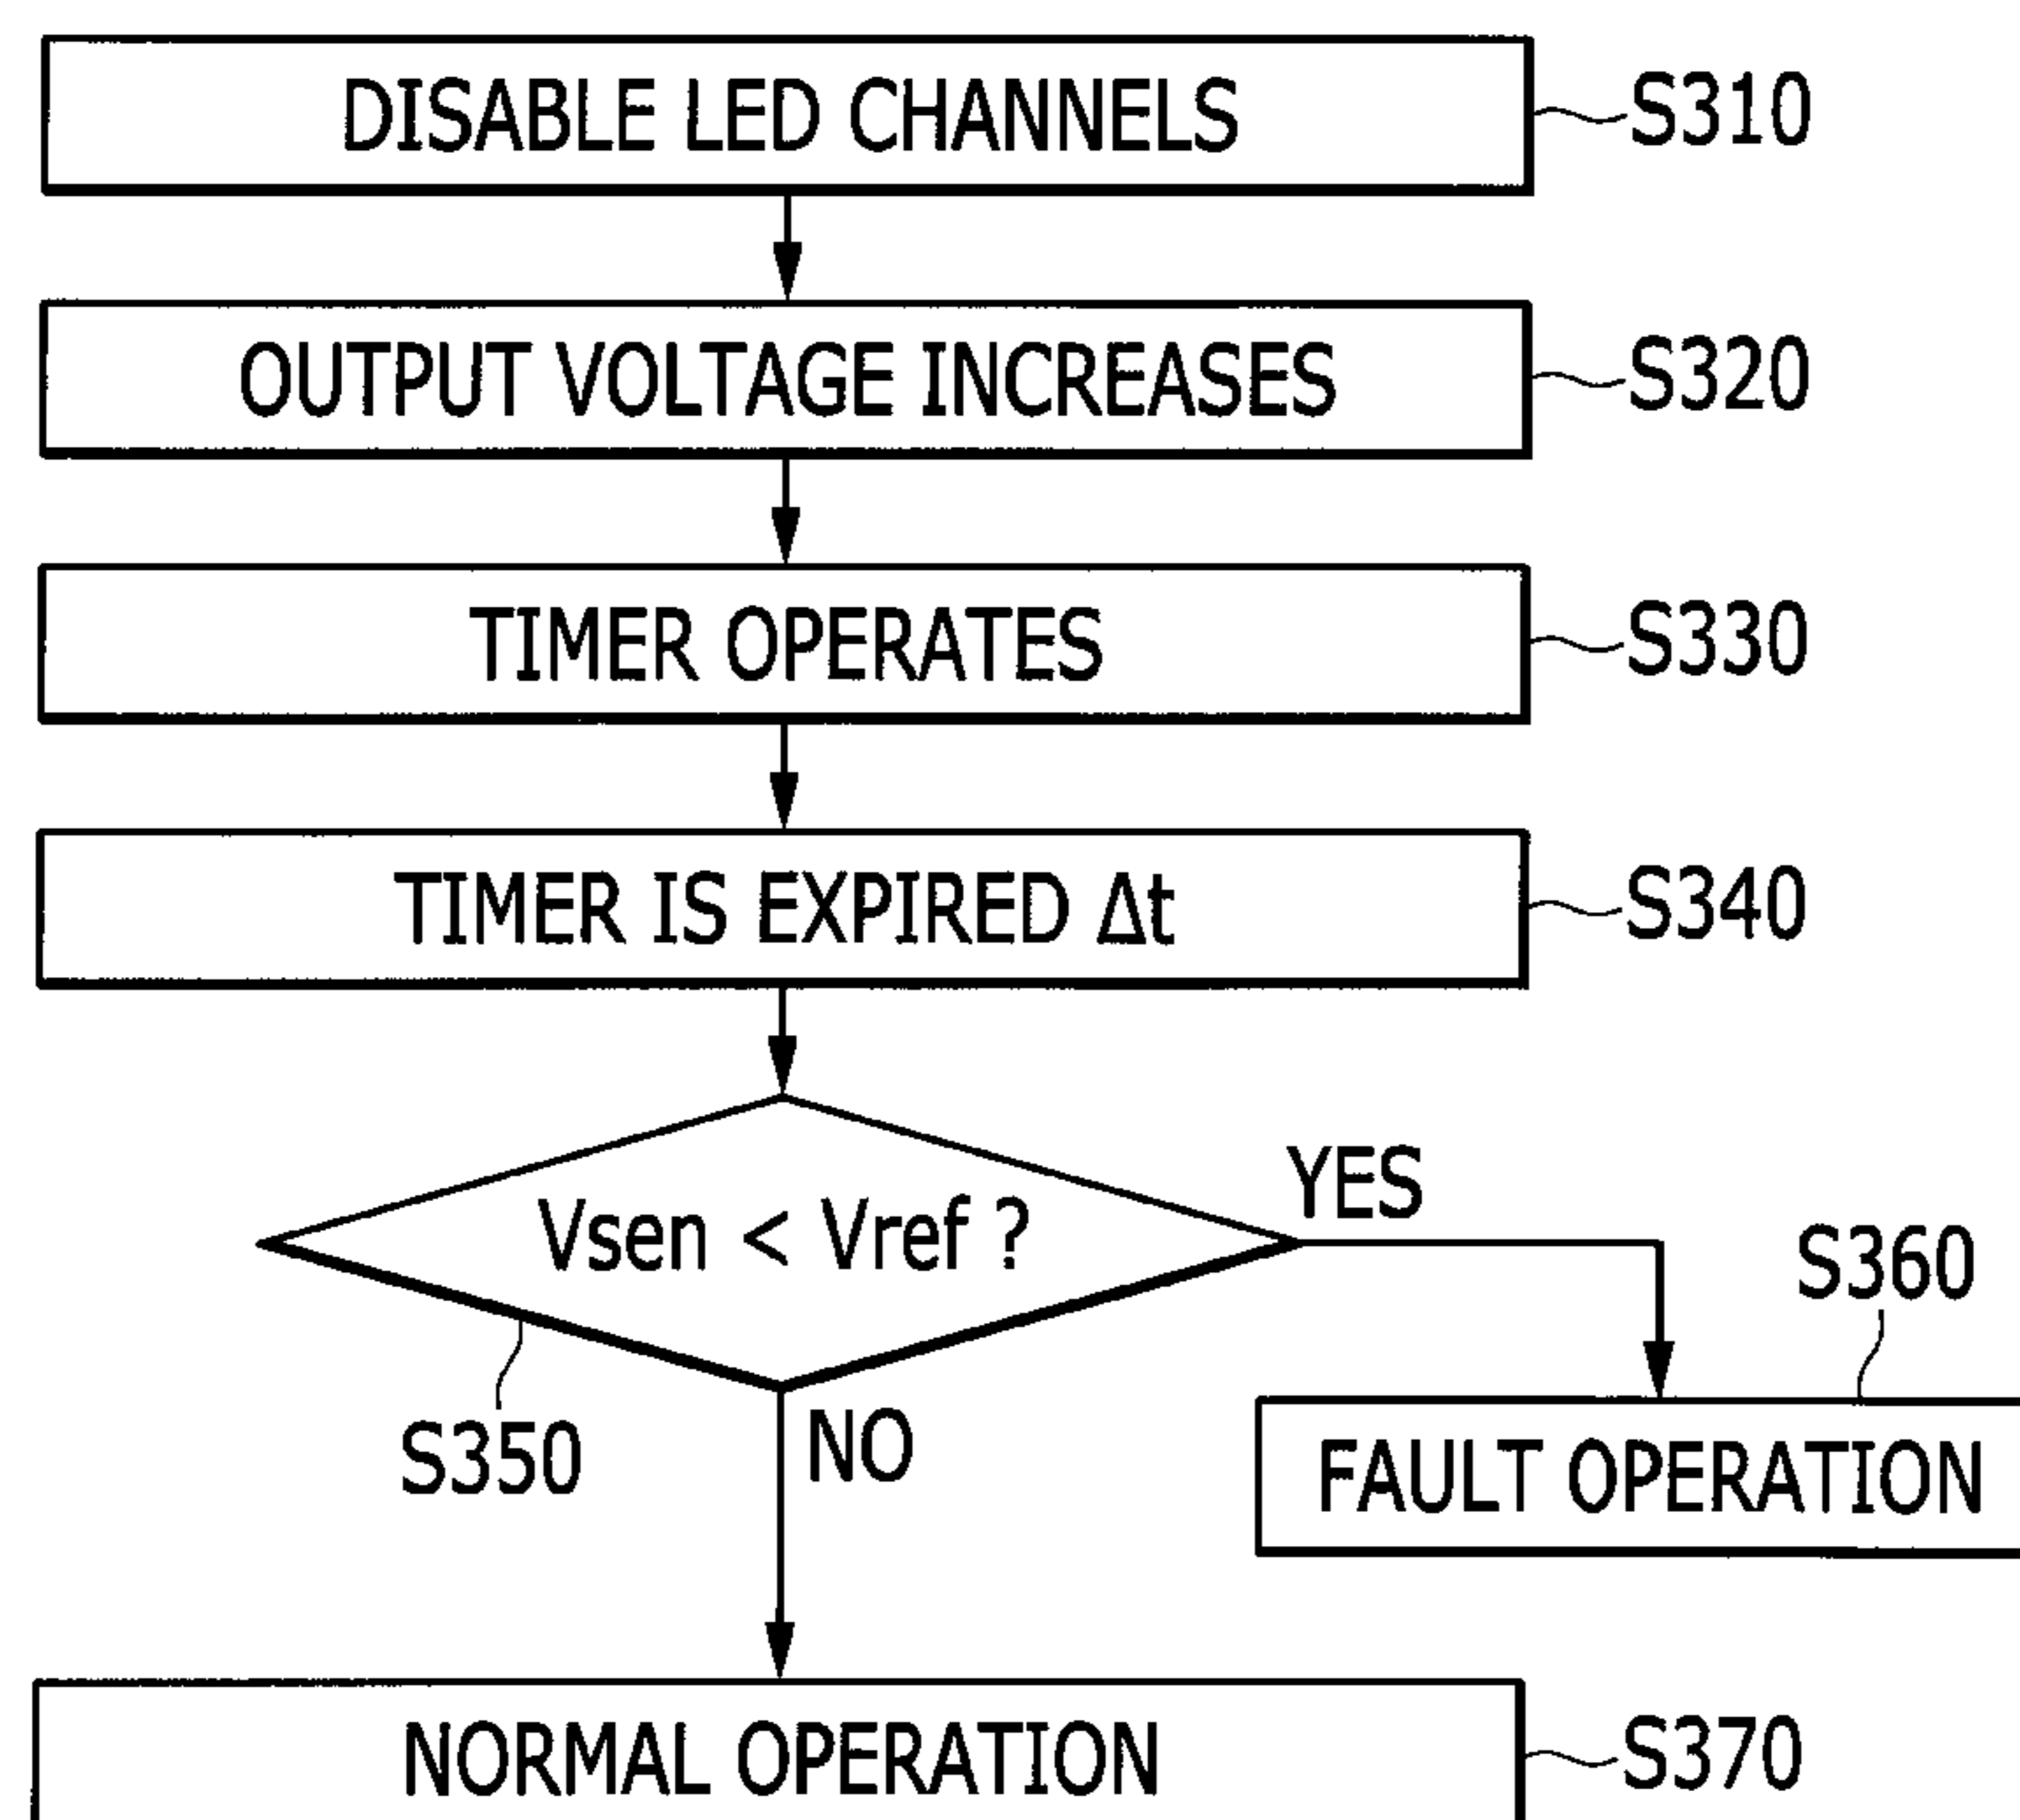 DISABLE LED CHANNELS
S310
OUTPUT VOLTAGE INCREASES
S320
TIMER OPERATES
S330
TIMER IS EXPIRED Δt
S340
Vsen < Vref ?
YES
S360
S350
NO
FAULT OPERATION
NORMAL OPERATION
S370